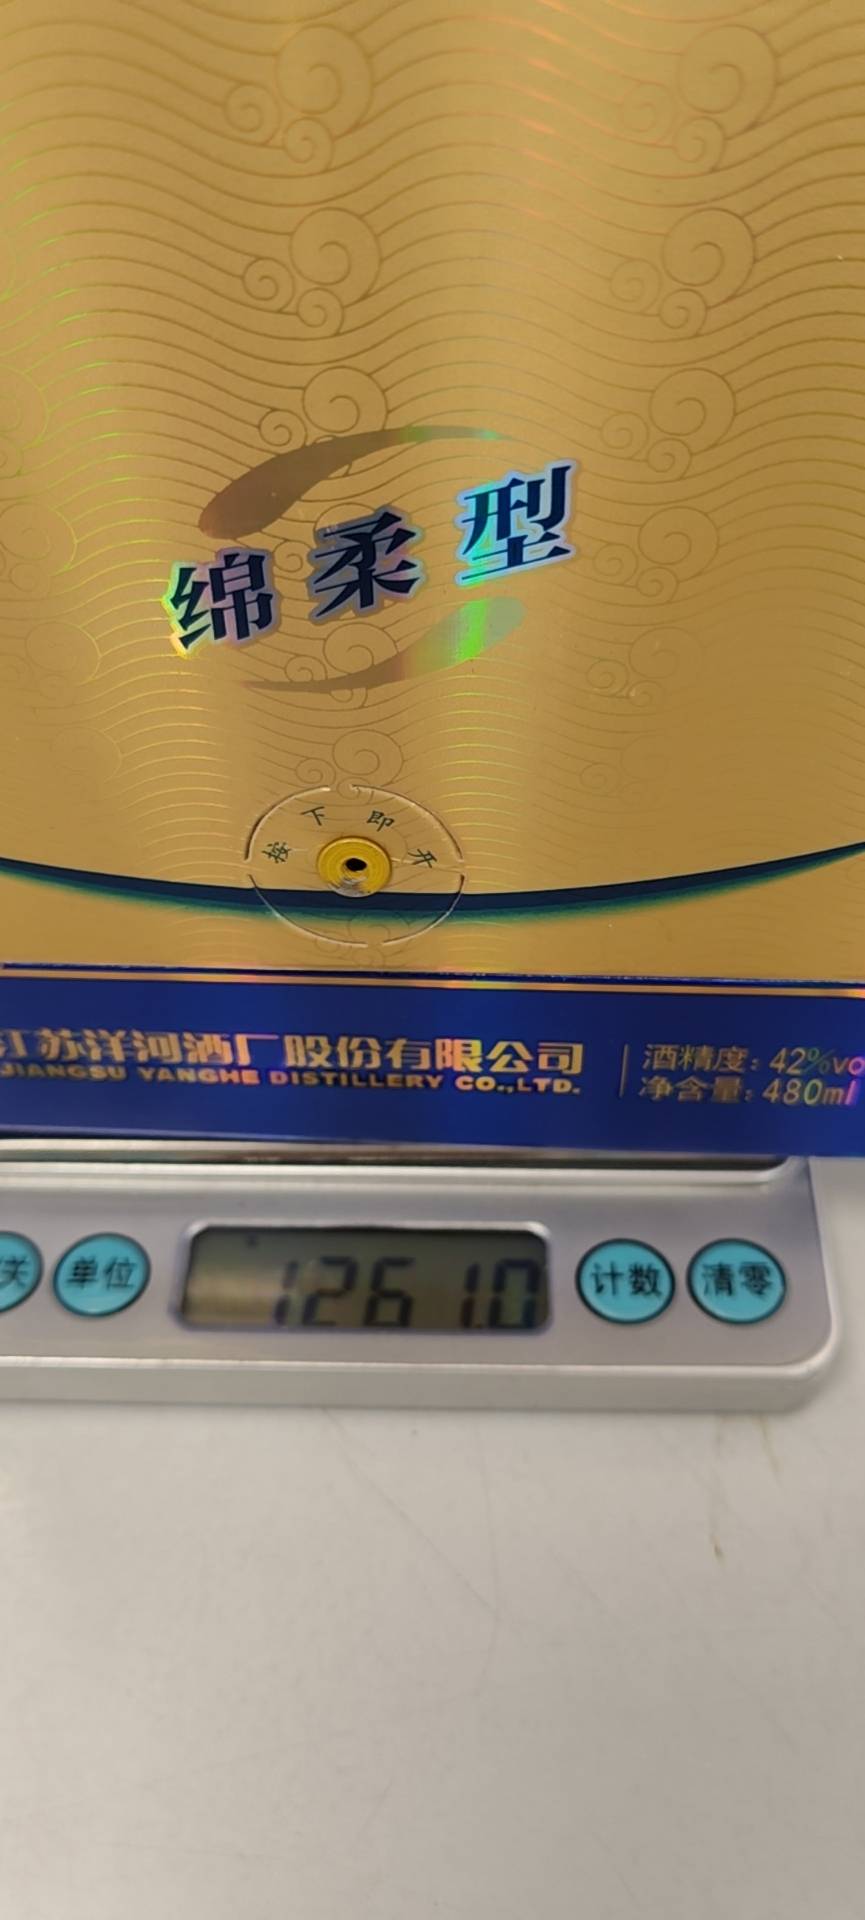 绵柔型
按下即开
江苏洋河酒厂股份有限公司
JIANGSU YANGHE DISTILLERY CO.,LTD.
酒精度：42%vo
净含量：480ml
关
单位
1261.0
计数
清零